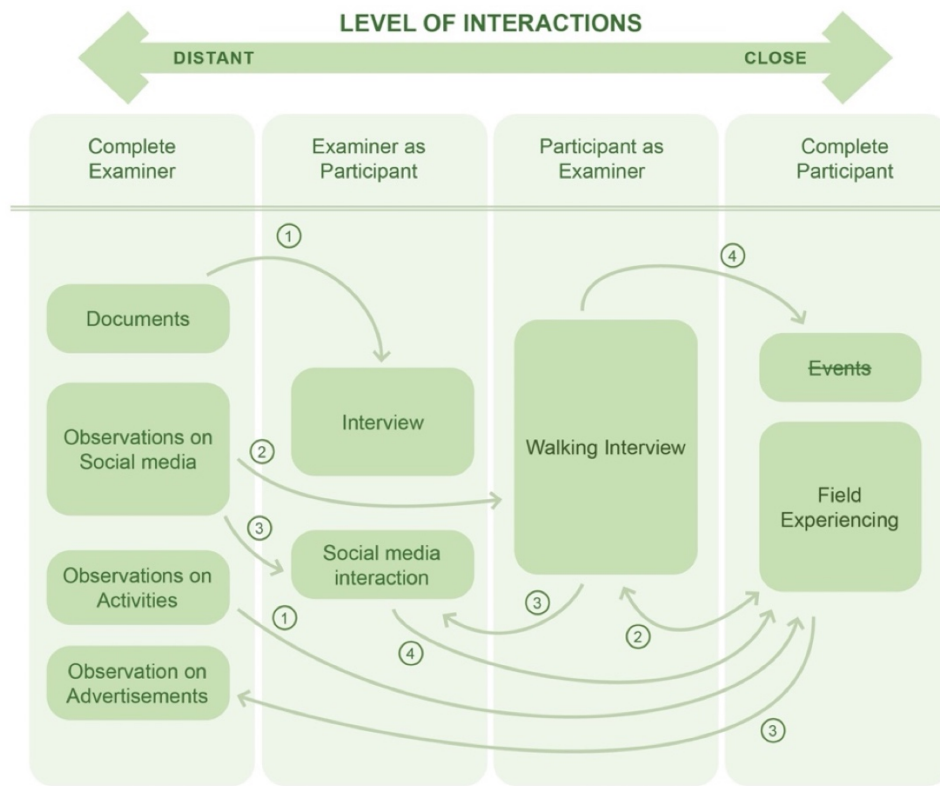 LEVEL OF INTERACTIONS
DISTANT
CLOSE
Complete
Examiner
Examiner as
Participant
Participant as
Examiner
Complete
Participant
1
4
Documents
Events
Observations on
Social media
Interview
Walking Interview
Field
Experiencing
2
3
Social media
interaction
Observations on
Activities
1
3
2
4
Observation on
Advertisements
3